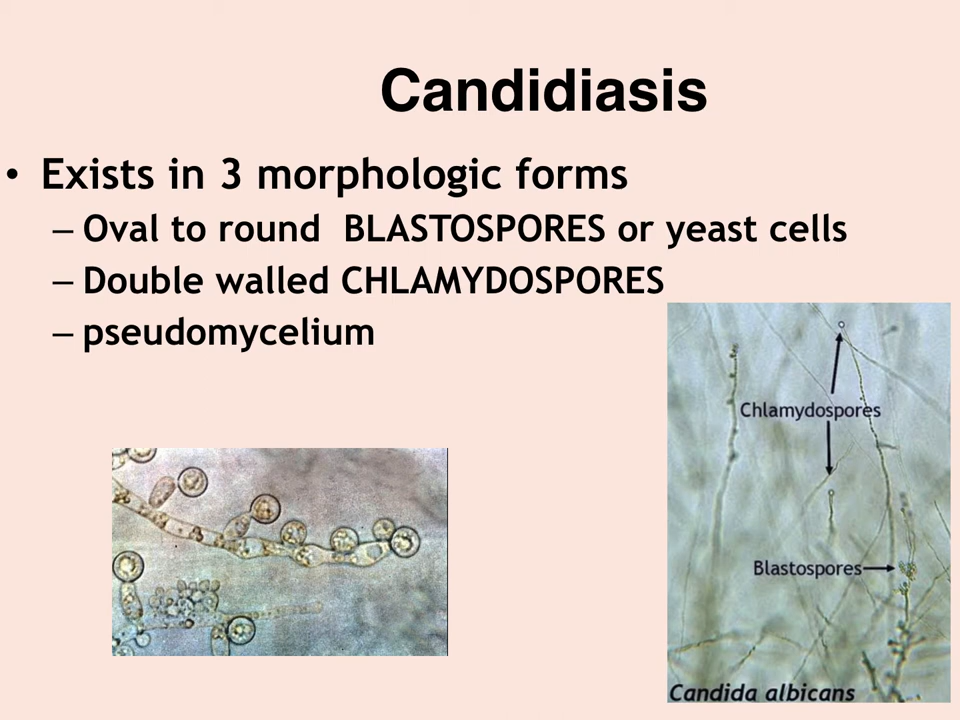 Candidiasis
• Exists in 3 morphologic forms
– Oval to round BLASTOSPORES or yeast cells
– Double walled CHLAMYDOSPORES
– pseudomycelium
Chlamydospores
Blastospores
Candida albicans